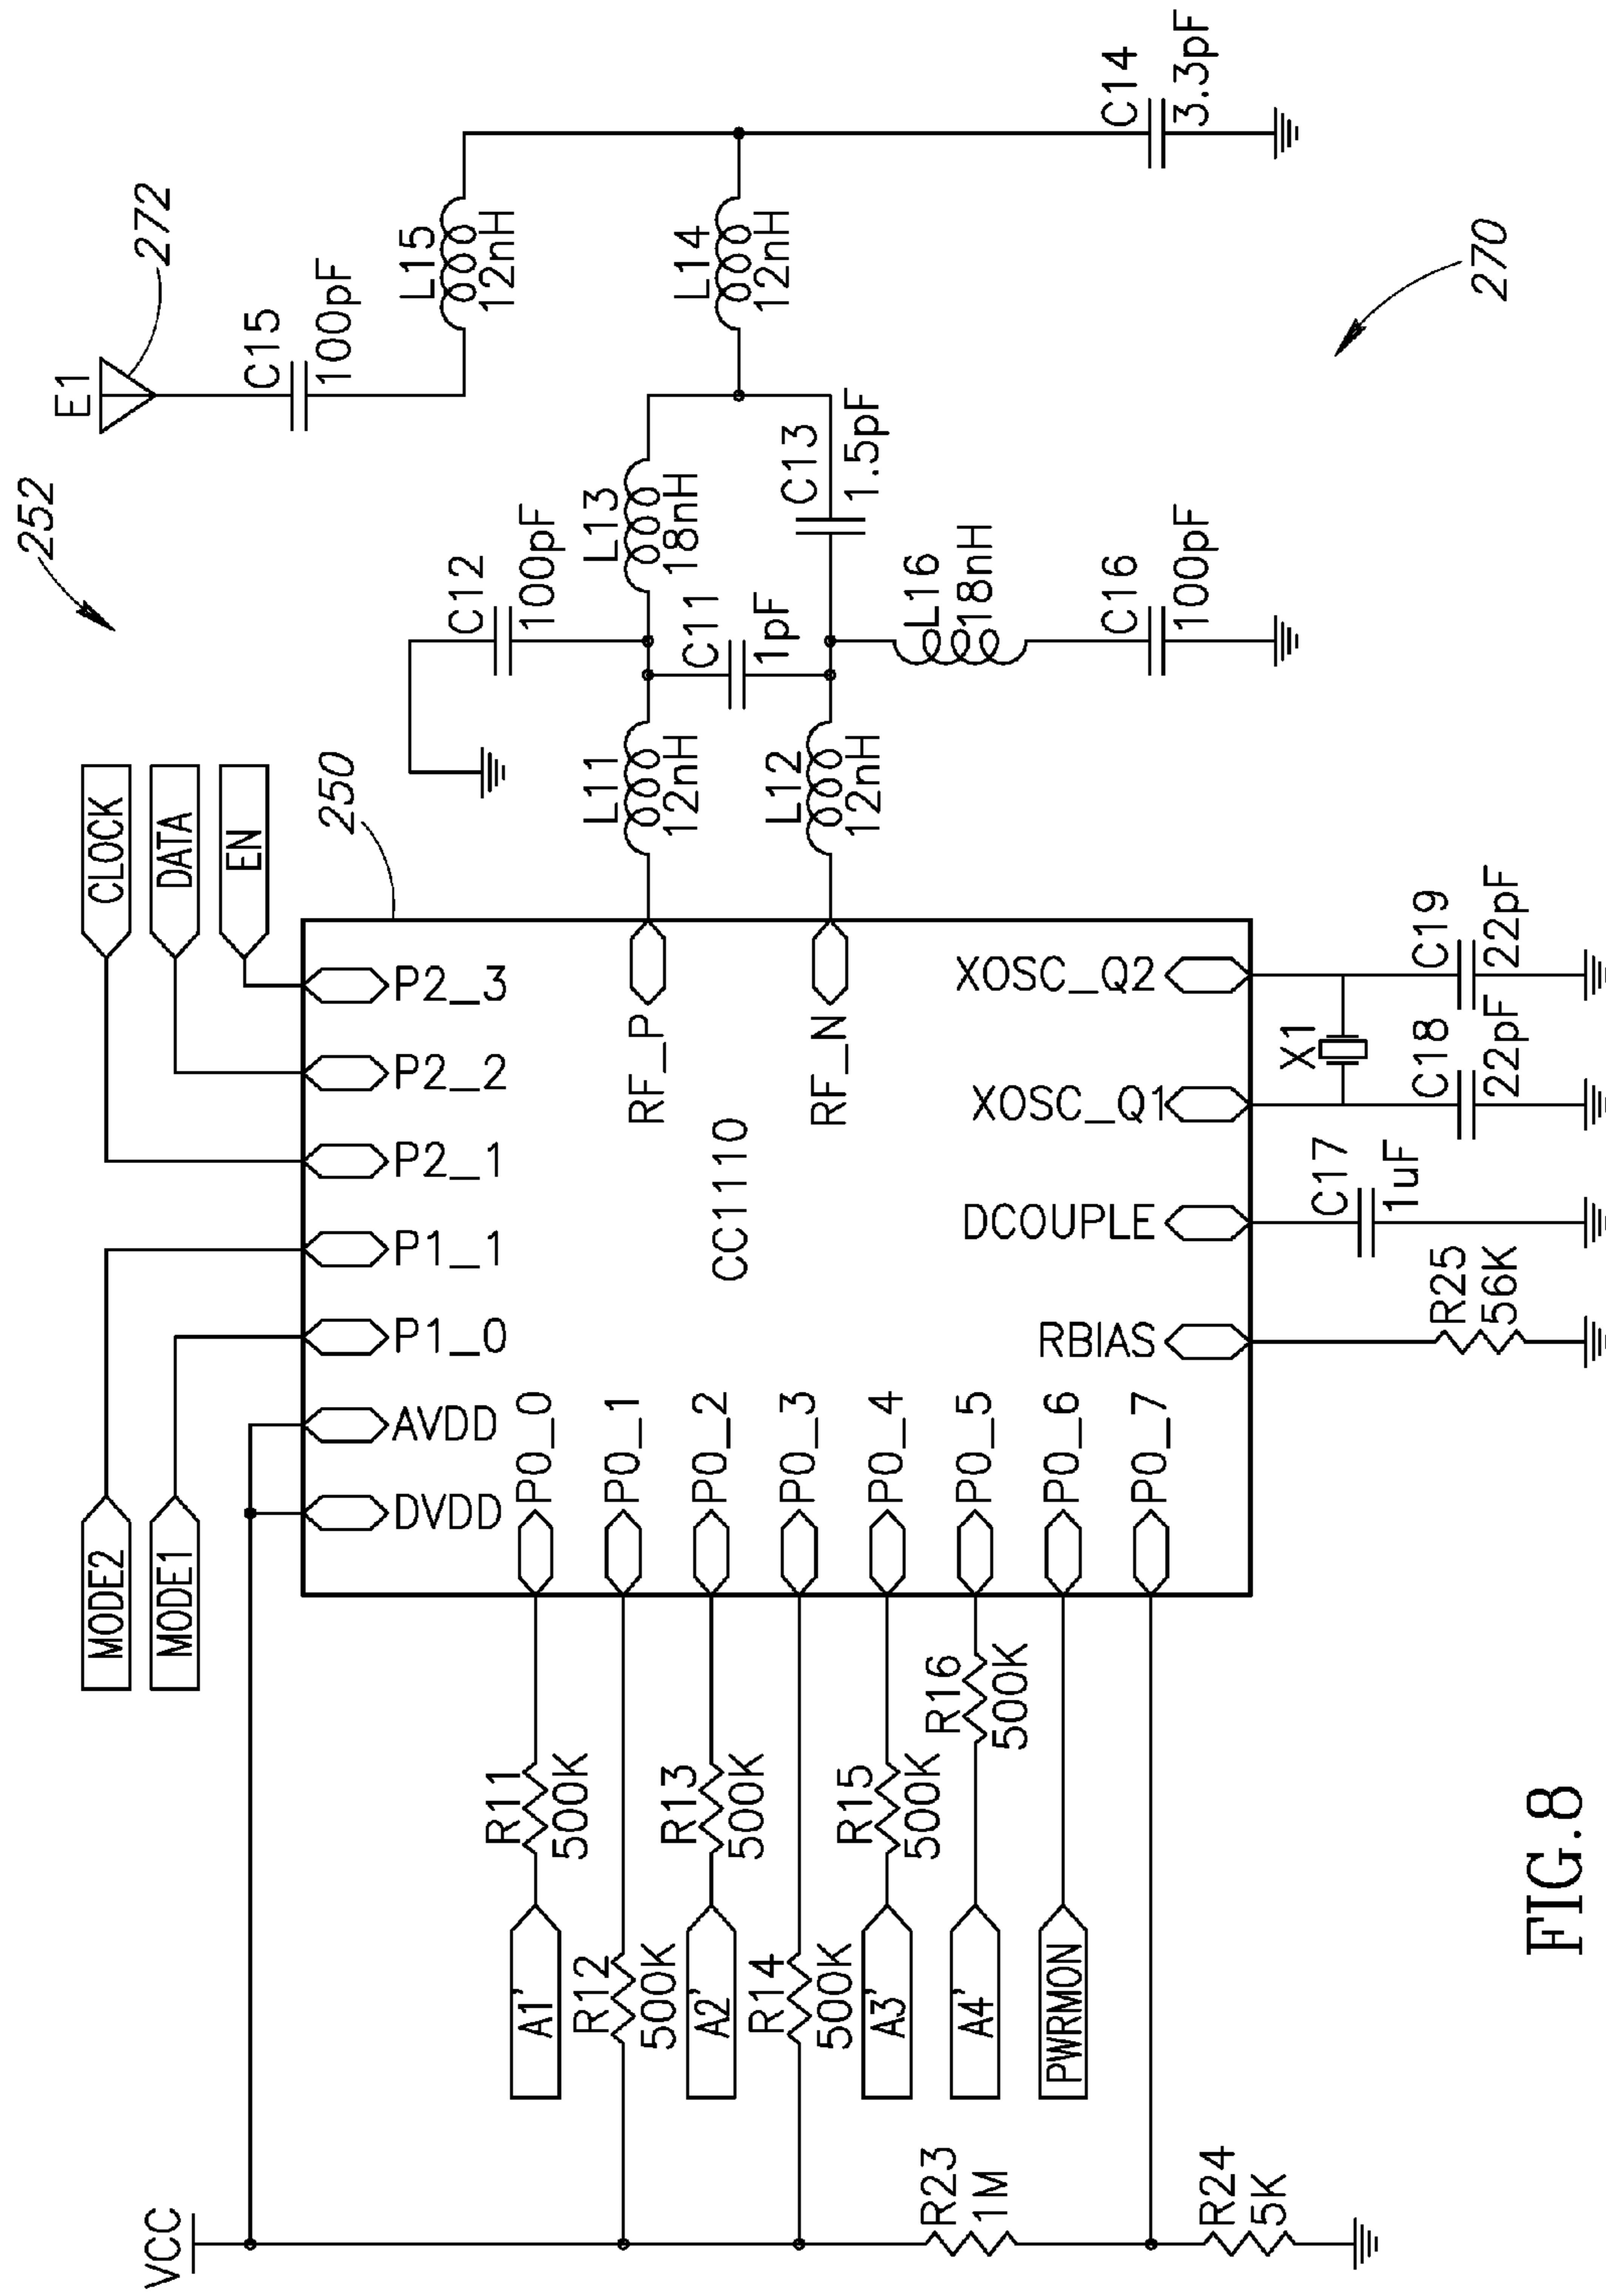 252
E1
272
C15
100pF
L15
12nH
L14
12nH
C14
3.3pF
270
C12
100pF
L13
18nH
C11
1pF
C13
1.5pF
L16
18nH
C16
100pF
L11
12nH
L12
12nH
250
CLOCK
DATA
EN
MODE2
MODE1
VCC
DVDD
AVDD
P1_0
P1_1
P2_1
P2_2
P2_3
RF_P
RF_N
CC1110
P0_0
P0_1
P0_2
P0_3
P0_4
P0_5
P0_6
P0_7
RBIAS
DCOUPLE
XOSC_Q1
XOSC_Q2
A1'
R11
500K
R12
500K
A2'
R13
500K
R14
500K
A3'
R15
500K
A4'
R16
500K
PWRMON
R23
1M
R24
5K
R25
56K
C17
1uF
X1
C18
22pF
C19
22pF
FIG.8